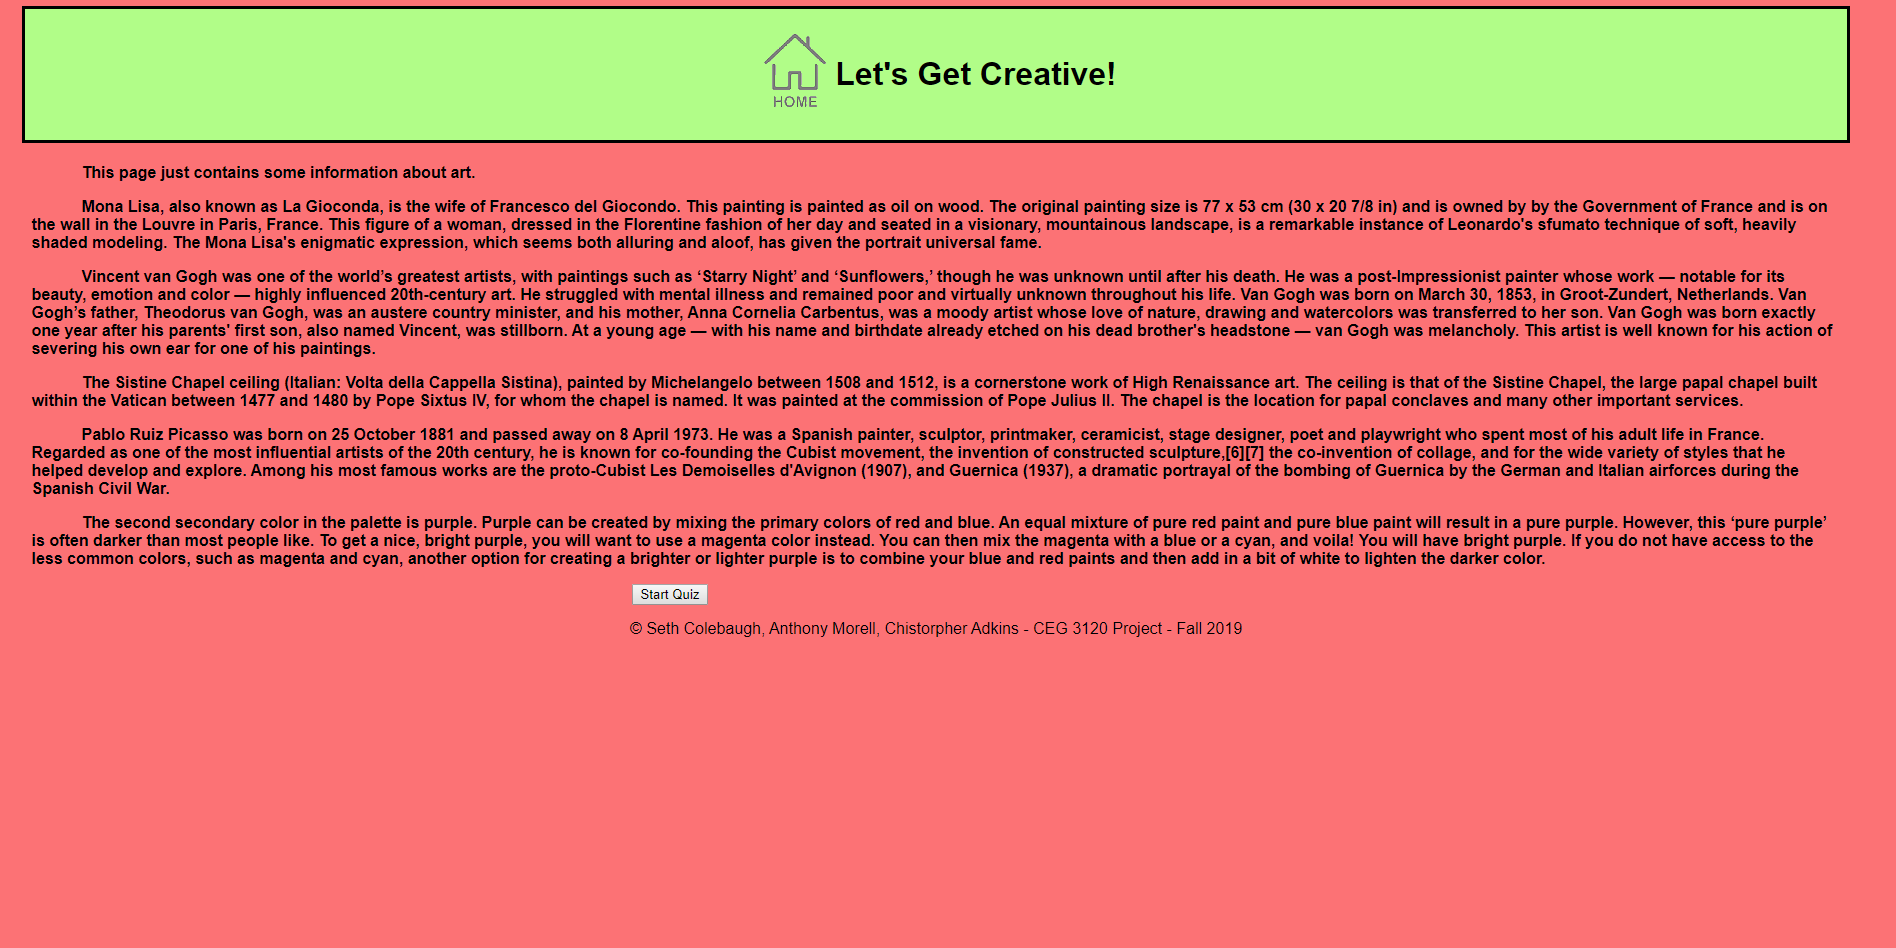 HOME
Let's Get Creative!
This page just contains some information about art.
Mona Lisa, also known as La Gioconda, is the wife of Francesco del Giocondo. This painting is painted as oil on wood. The original painting size is 77 x 53 cm (30 x 20 7/8 in) and is owned by by the Government of France and is on
the wall in the Louvre in Paris, France. This figure of a woman, dressed in the Florentine fashion of her day and seated in a visionary, mountainous landscape, is a remarkable instance of Leonardo's sfumato technique of soft, heavily
shaded modeling. The Mona Lisa's enigmatic expression, which seems both alluring and aloof, has given the portrait universal fame.
Vincent van Gogh was one of the world’s greatest artists, with paintings such as ‘Starry Night’ and ‘Sunflowers,’ though he was unknown until after his death. He was a post-Impressionist painter whose work — notable for its
beauty, emotion and color — highly influenced 20th-century art. He struggled with mental illness and remained poor and virtually unknown throughout his life. Van Gogh was born on March 30, 1853, in Groot-Zundert, Netherlands. Van
Gogh’s father, Theodorus van Gogh, was an austere country minister, and his mother, Anna Cornelia Carbentus, was a moody artist whose love of nature, drawing and watercolors was transferred to her son. Van Gogh was born exactly
one year after his parents' first son, also named Vincent, was stillborn. At a young age — with his name and birthdate already etched on his dead brother's headstone — van Gogh was melancholy. This artist is well known for his action of
severing his own ear for one of his paintings.
The Sistine Chapel ceiling (Italian: Volta della Cappella Sistina), painted by Michelangelo between 1508 and 1512, is a cornerstone work of High Renaissance art. The ceiling is that of the Sistine Chapel, the large papal chapel built
within the Vatican between 1477 and 1480 by Pope Sixtus IV, for whom the chapel is named. It was painted at the commission of Pope Julius II. The chapel is the location for papal conclaves and many other important services.
Pablo Ruiz Picasso was born on 25 October 1881 and passed away on 8 April 1973. He was a Spanish painter, sculptor, printmaker, ceramicist, stage designer, poet and playwright who spent most of his adult life in France.
Regarded as one of the most influential artists of the 20th century, he is known for co-founding the Cubist movement, the invention of constructed sculpture,[6][7] the co-invention of collage, and for the wide variety of styles that he
helped develop and explore. Among his most famous works are the proto-Cubist Les Demoiselles d'Avignon (1907), and Guernica (1937), a dramatic portrayal of the bombing of Guernica by the German and Italian airforces during the
Spanish Civil War.
The second secondary color in the palette is purple. Purple can be created by mixing the primary colors of red and blue. An equal mixture of pure red paint and pure blue paint will result in a pure purple. However, this ‘pure purple’
is often darker than most people like. To get a nice, bright purple, you will want to use a magenta color instead. You can then mix the magenta with a blue or a cyan, and voila! You will have bright purple. If you do not have access to the
less common colors, such as magenta and cyan, another option for creating a brighter or lighter purple is to combine your blue and red paints and then add in a bit of white to lighten the darker color.
Start Quiz
© Seth Colebaugh, Anthony Morell, Chistorpher Adkins - CEG 3120 Project - Fall 2019